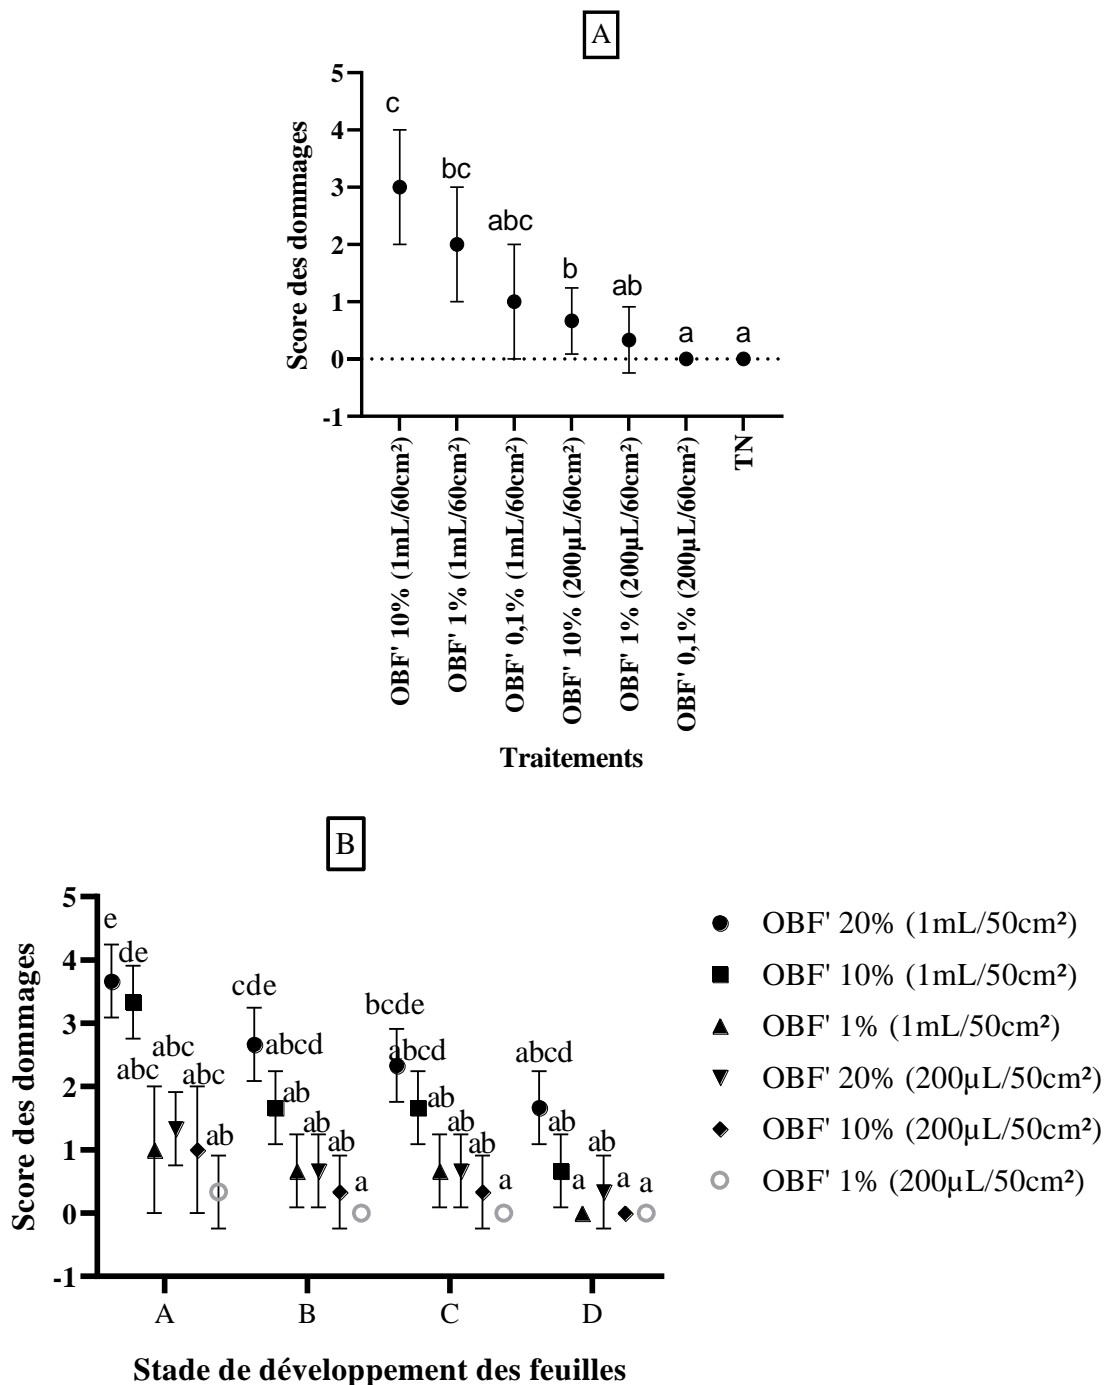 A
5
4
3
2
1
0
-1
Score des dommages
c
bc
abc
b
ab
a
a
OBF' 10% (1mL/60cm²)
OBF' 1% (1mL/60cm²)
OBF' 0,1% (1mL/60cm²)
OBF' 10% (200µL/60cm²)
OBF' 1% (200µL/60cm²)
OBF' 0,1% (200µL/60cm²)
TN
Traitements
B
5
4
3
2
1
0
-1
Score des dommages
e
de
abc
abc
abc
ab
cde
abcd
ab
ab
ab
a
bcde
abcd
ab
ab
ab
a
abcd
ab
a
ab
a
a
A
B
C
D
Stade de développement des feuilles
OBF' 20% (1mL/50cm²)
OBF' 10% (1mL/50cm²)
OBF' 1% (1mL/50cm²)
OBF' 20% (200µL/50cm²)
OBF' 10% (200µL/50cm²)
OBF' 1% (200µL/50cm²)